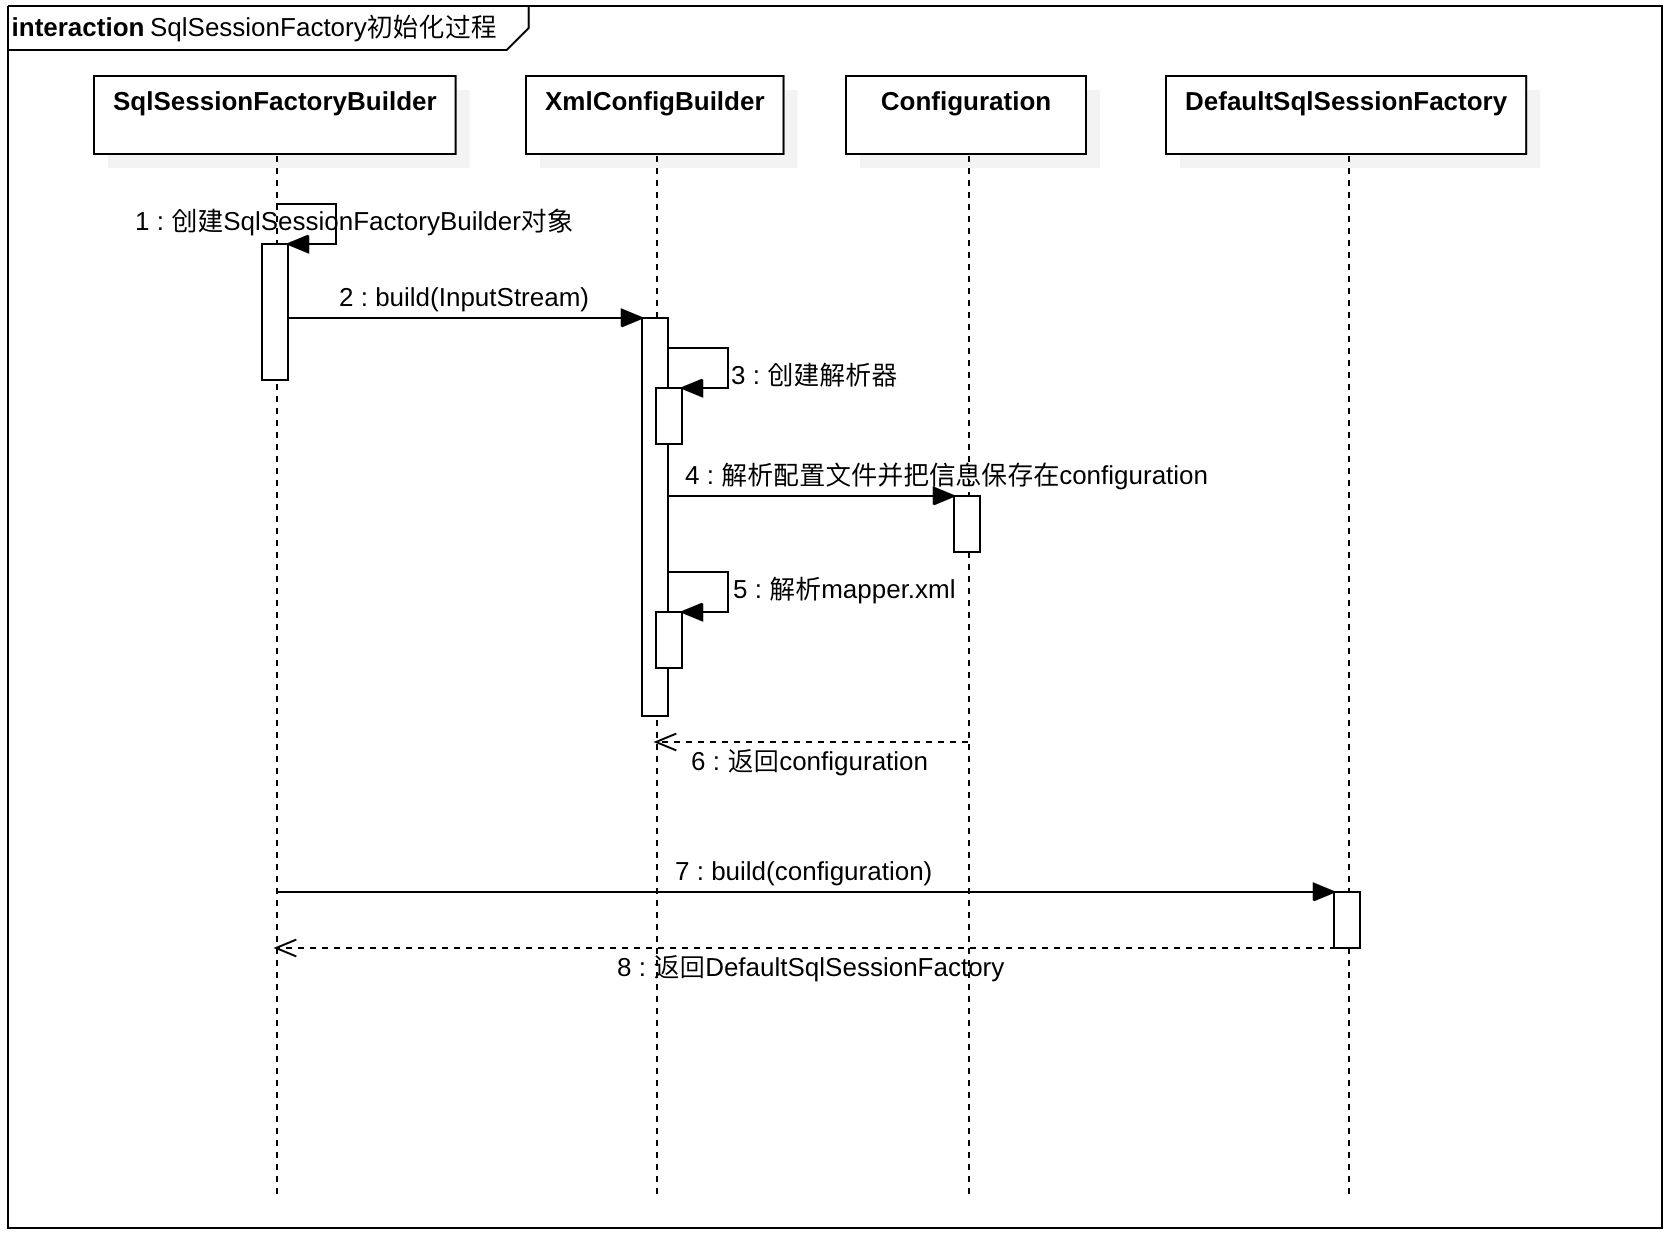 interaction SqlSessionFactory初始化过程
SqlSessionFactoryBuilder
XmlConfigBuilder
Configuration
DefaultSqlSessionFactory
1 : 创建SqlSessionFactoryBuilder对象
2 : build(InputStream)
3 : 创建解析器
4 : 解析配置文件并把信息保存在configuration
5 : 解析mapper.xml
6 : 返回configuration
7 : build(configuration)
8 : 返回DefaultSqlSessionFactory